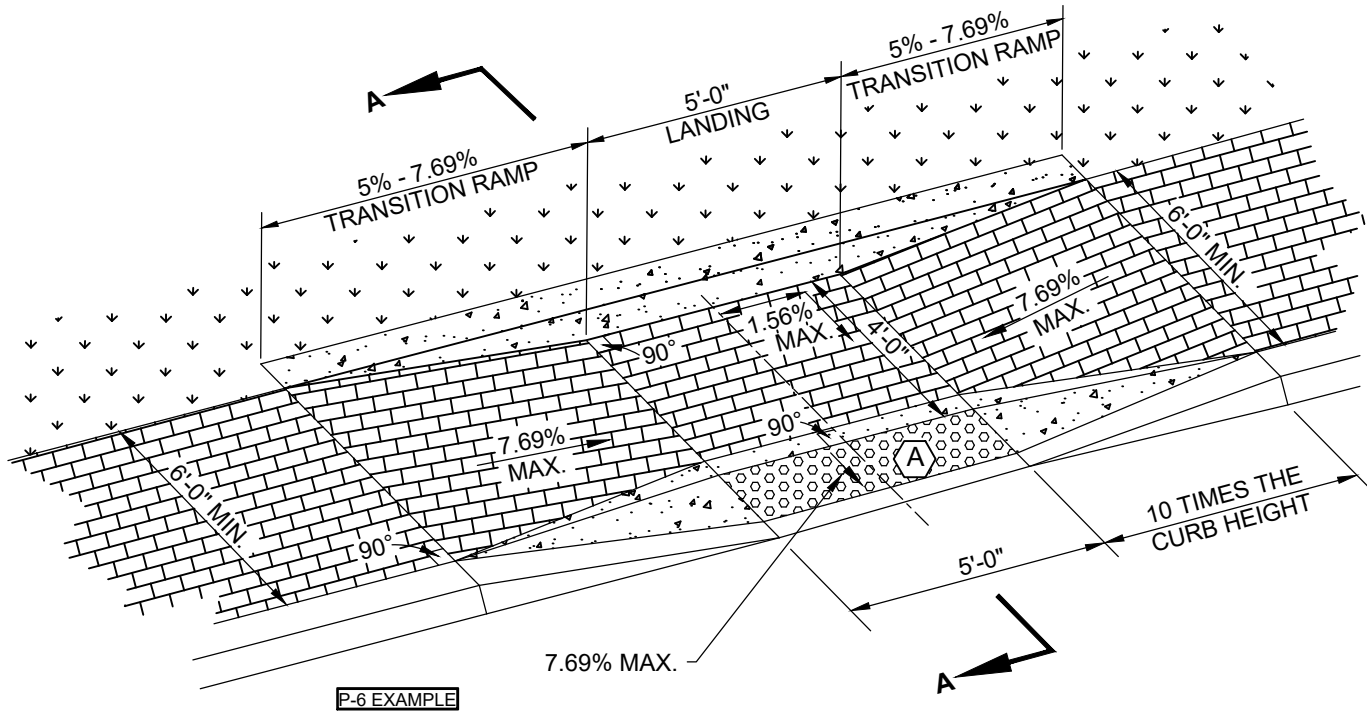 5% - 7.69%
TRANSITION RAMP
A
5'-0"
LANDING
5% - 7.69%
TRANSITION RAMP
6'-0" MIN
7.69%
MAX.
1.56%
MAX.
4'-0"
90°
90°
A
7.69%
MAX.
6'-0" MIN.
90°
10 TIMES THE
CURB HEIGHT
5'-0"
7.69% MAX.
A
P-6 EXAMPLE